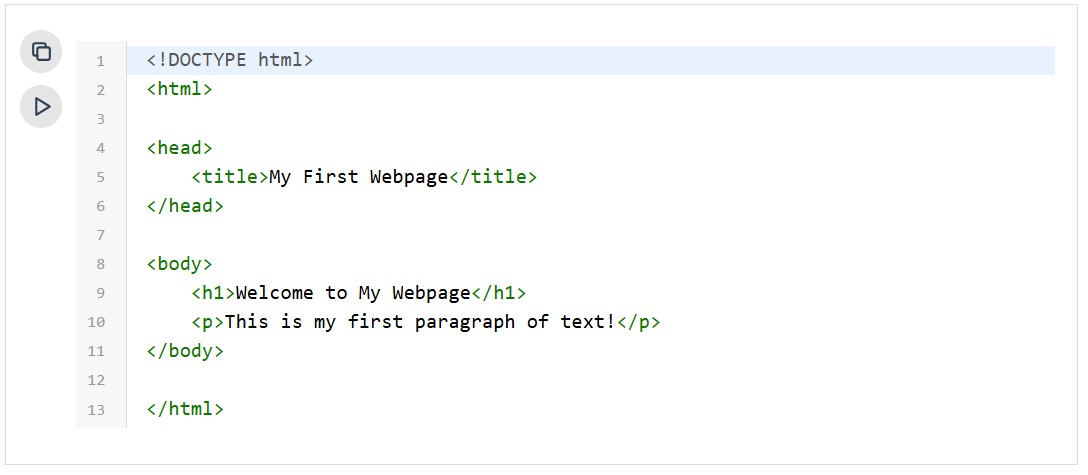 1 <!DOCTYPE html>
2 <html>
3
4 <head>
5     <title>My First Webpage</title>
6 </head>
7
8 <body>
9     <h1>Welcome to My Webpage</h1>
10     <p>This is my first paragraph of text!</p>
11 </body>
12
13 </html>